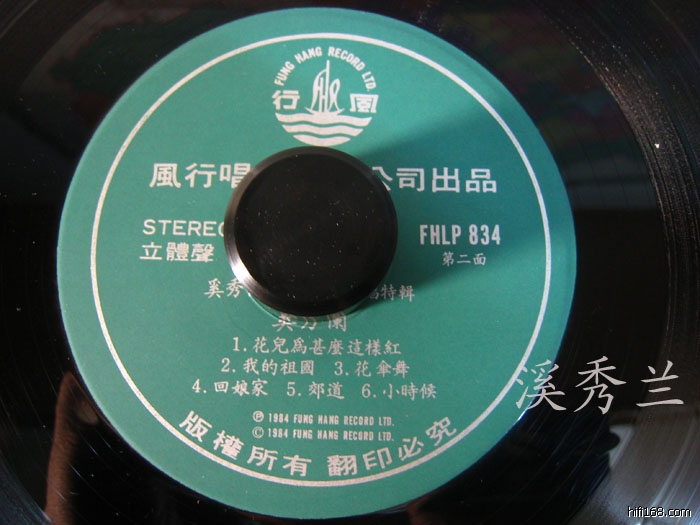 FUNG HANG RECORD LTD.
行 風
風行唱 公司出品
STEREO
立體聲
FHLP 834
第二面
奚秀 特輯
奚秀蘭
1.花兒為甚麼這樣紅
2.我的祖國 3.花傘舞
4.回娘家 5.郊道 6.小時候
Ⓟ 1984 FUNG HANG RECORD LTD.
© 1984 FUNG HANG RECORD LTD.
版權所有 翻印必究
溪秀兰
hifi168.com